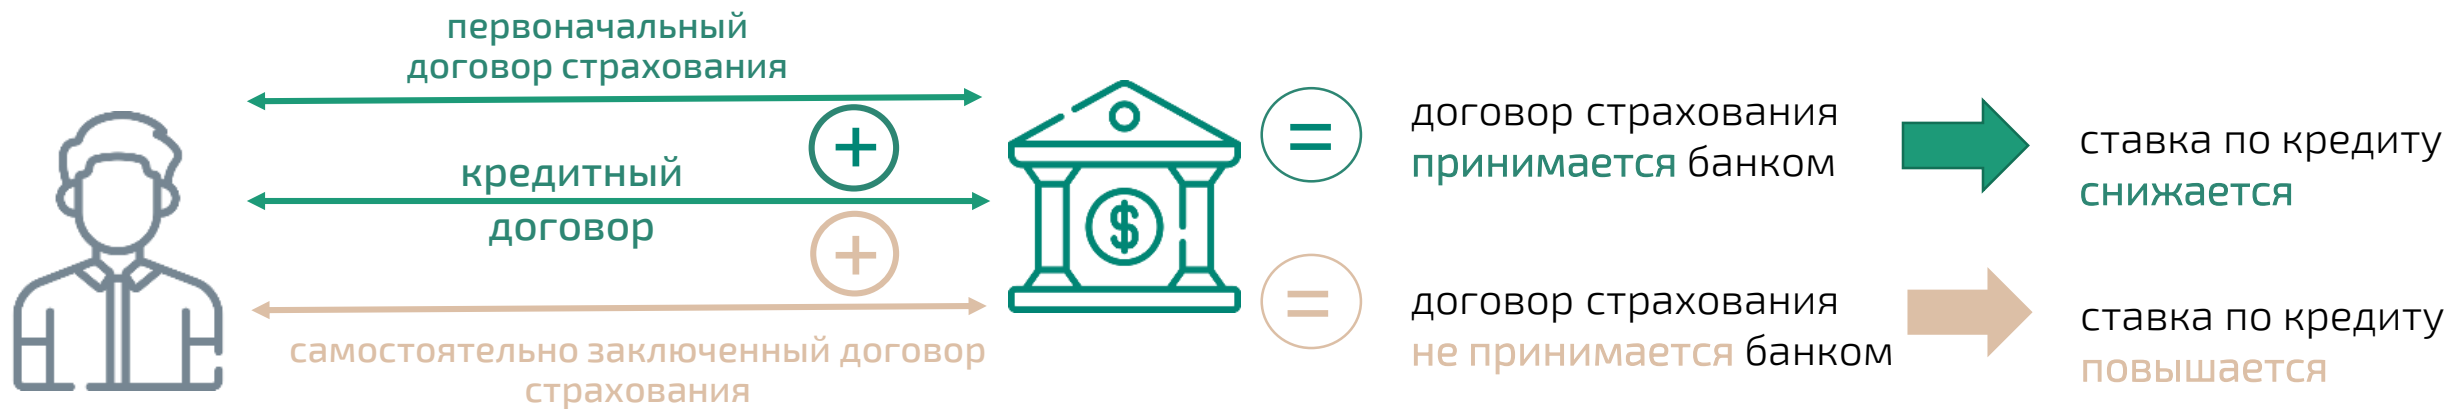 первоначальный
договор страхования
+
кредитный
договор
+
самостоятельно заключенный договор
страхования
$
=
договор страхования
принимается банком
ставка по кредиту
снижается
=
договор страхования
не принимается банком
ставка по кредиту
повышается